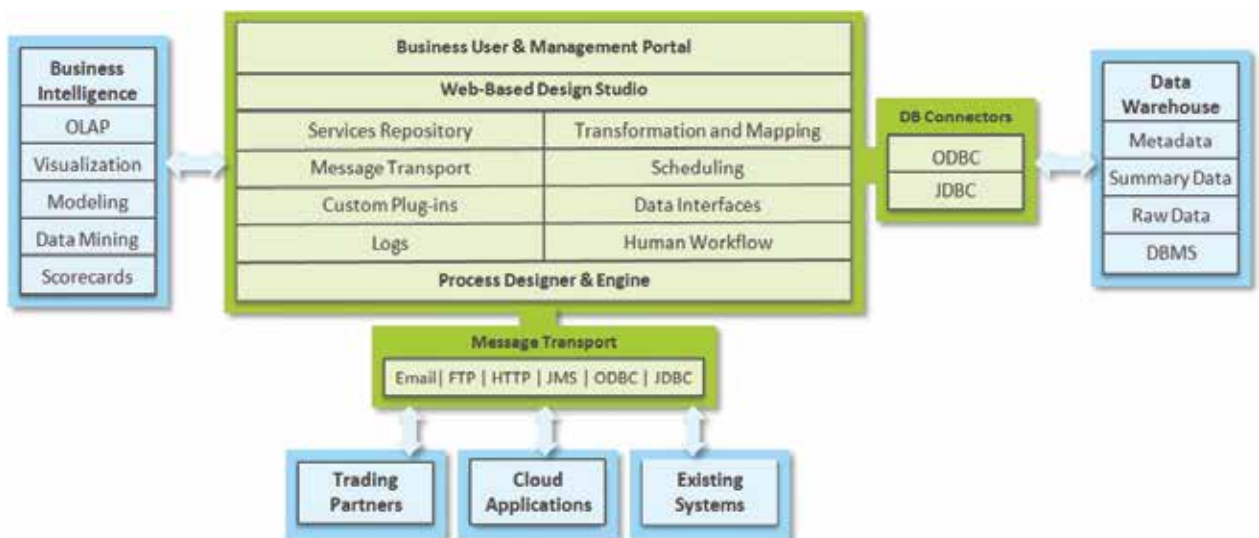 Business
Intelligence
OLAP
Visualization
Modeling
Data Mining
Scorecards
Business User & Management Portal
Web-Based Design Studio
Services Repository
Transformation and Mapping
Message Transport
Scheduling
Custom Plug-ins
Data Interfaces
Logs
Human Workflow
Process Designer & Engine
DB Connectors
ODBC
JDBC
Data
Warehouse
Metadata
Summary Data
Raw Data
DBMS
Message Transport
Email| FTP | HTTP | JMS | ODBC | JDBC
Trading
Partners
Cloud
Applications
Existing
Systems